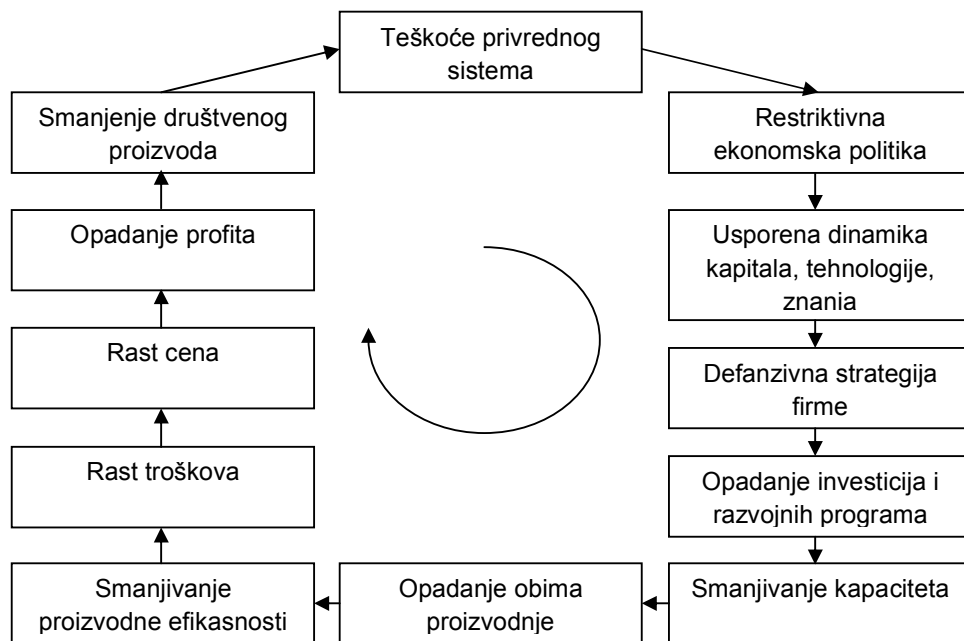 Teškoće privrednog
sistema
Restriktivna
ekonomska politika
Usporena dinamika
kapitala, tehnologije,
znania
Defanzivna strategija
firme
Opadanje investicija i
razvojnih programa
Smanjivanje kapaciteta
Opadanje obima
proizvodnje
Smanjivanje
proizvodne efikasnosti
Rast troškova
Rast cena
Opadanje profita
Smanjenje društvenog
proizvoda